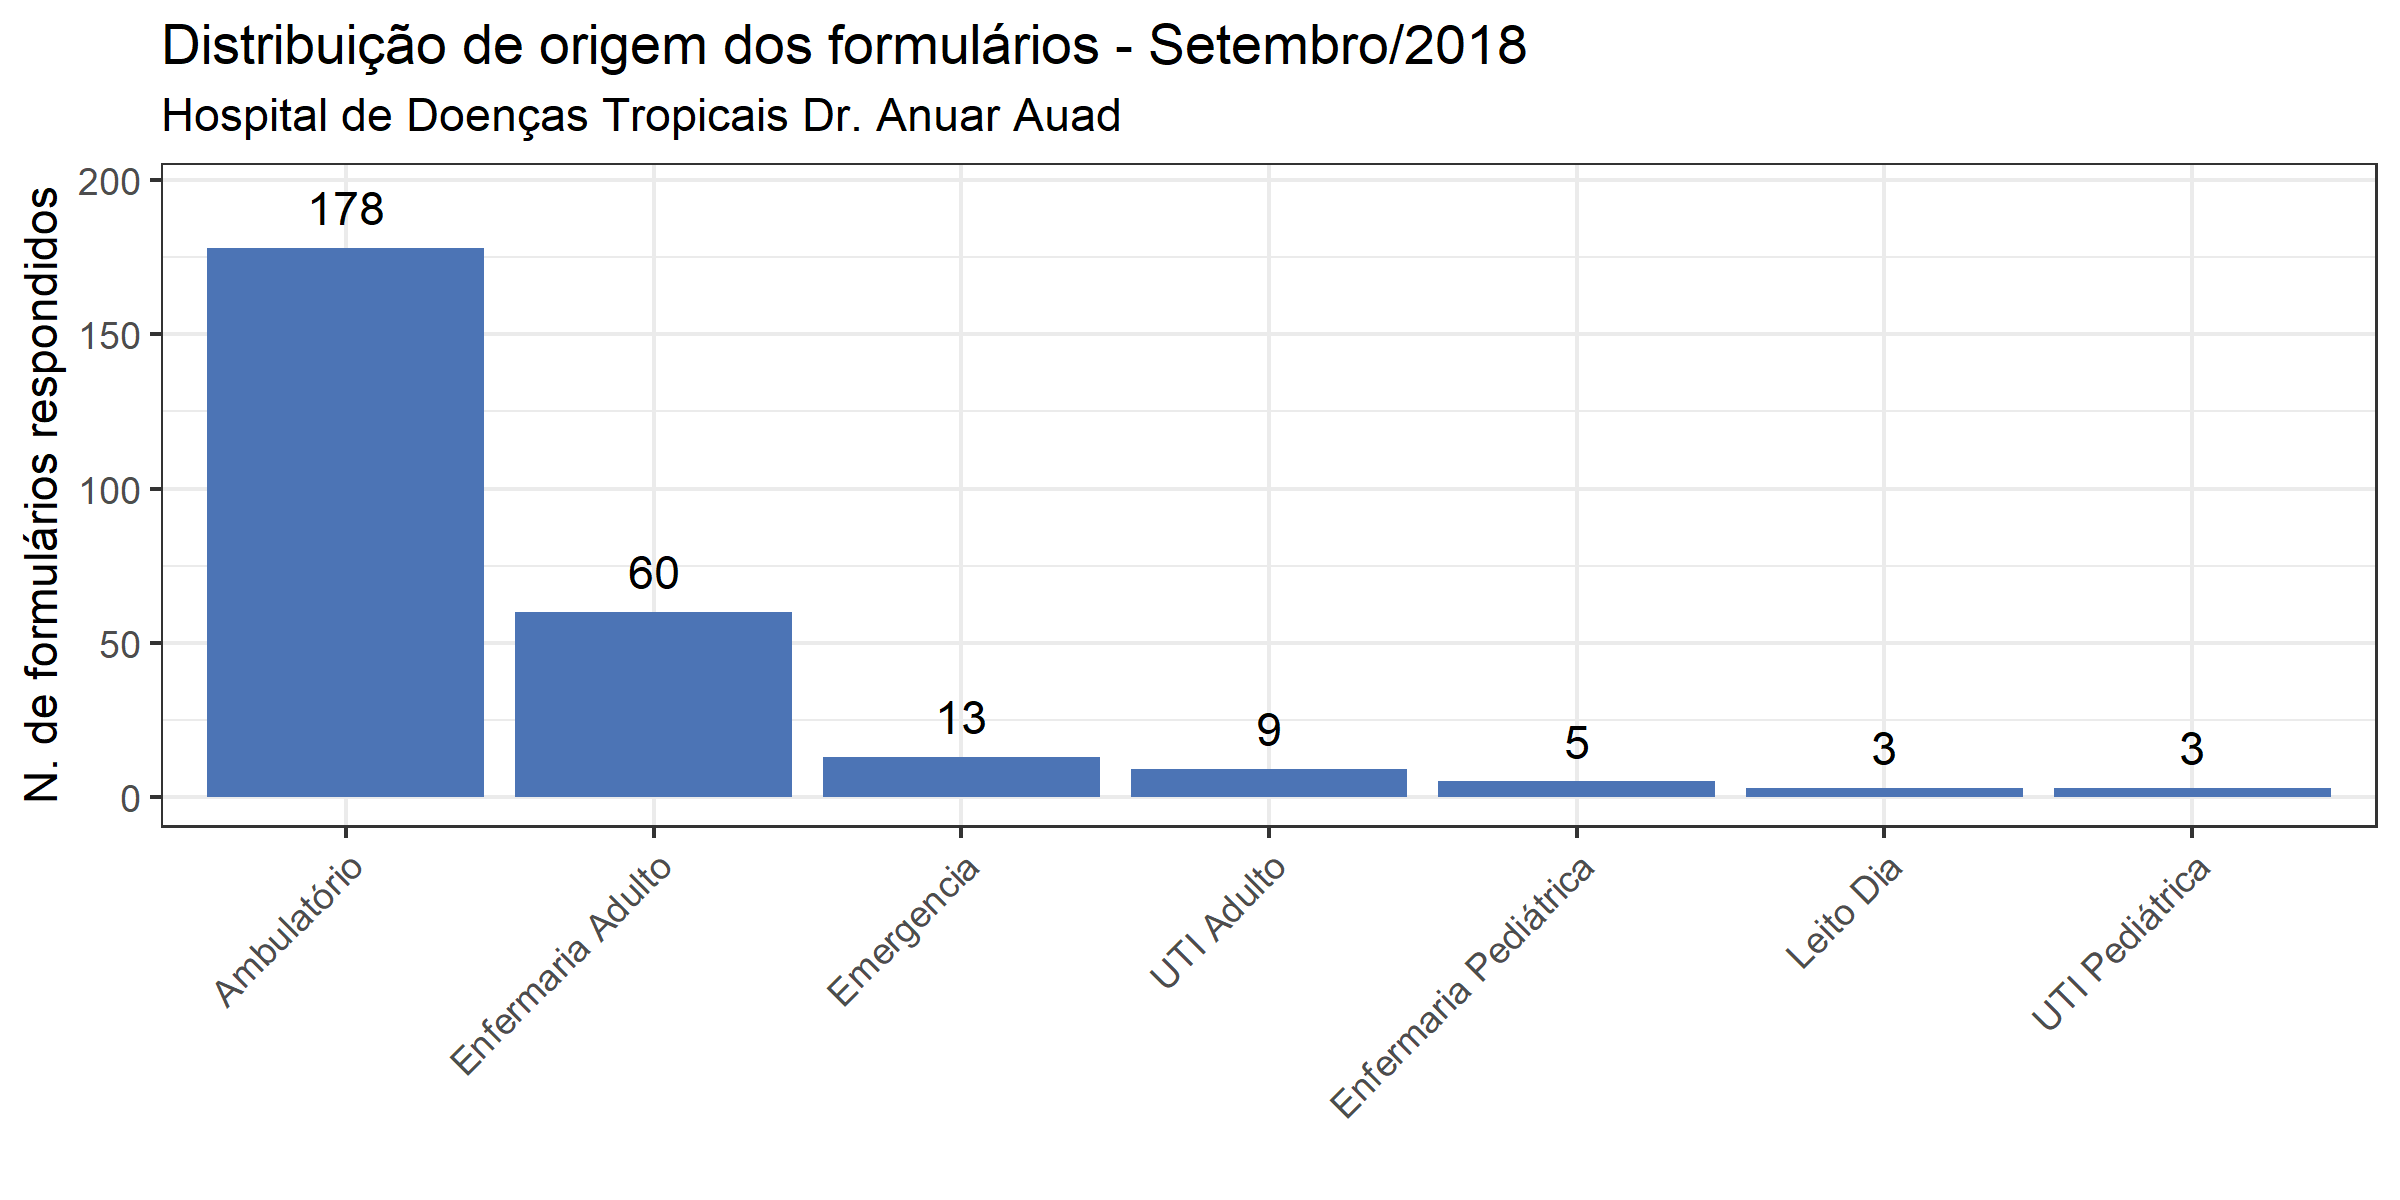 Distribuição de origem dos formulários - Setembro/2018
Hospital de Doenças Tropicais Dr. Anuar Auad
N. de formulários respondidos
200
150
100
50
0
178
60
13
9
5
3
3
Ambulatório
Enfermaria Adulto
Emergencia
UTI Adulto
Enfermaria Pediátrica
Leito Dia
UTI Pediátrica